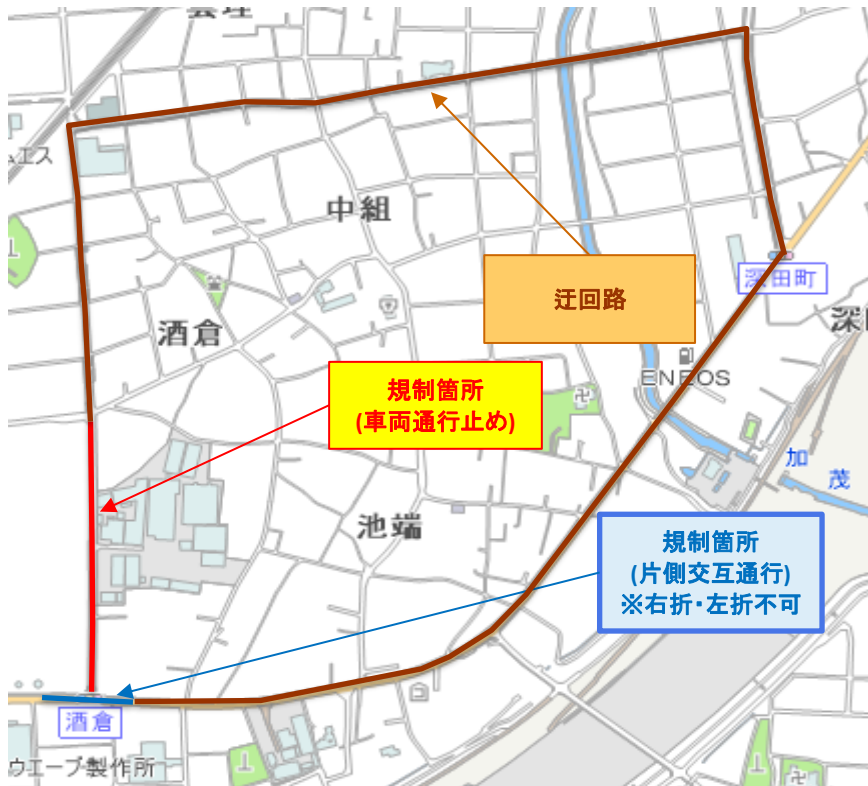 中組
迂回路
深田町
酒倉
規制箇所
(車両通行止め)
ENEOS
加茂
池端
規制箇所
(片側交互通行)
※右折・左折不可
酒倉
ウエーブ製作所